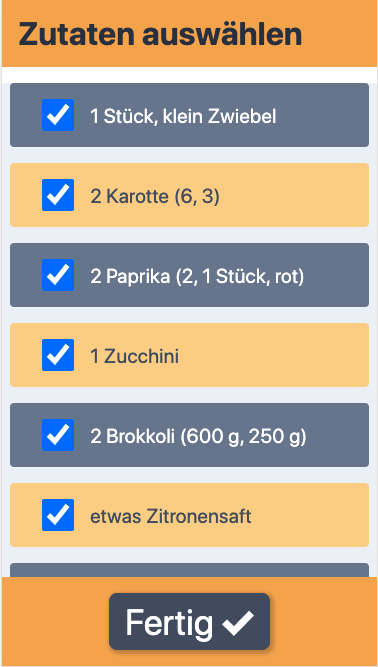 Zutaten auswählen
1 Stück, klein Zwiebel
2 Karotte (6, 3)
2 Paprika (2, 1 Stück, rot)
1 Zucchini
2 Brokkoli (600 g, 250 g)
etwas Zitronensaft
Fertig